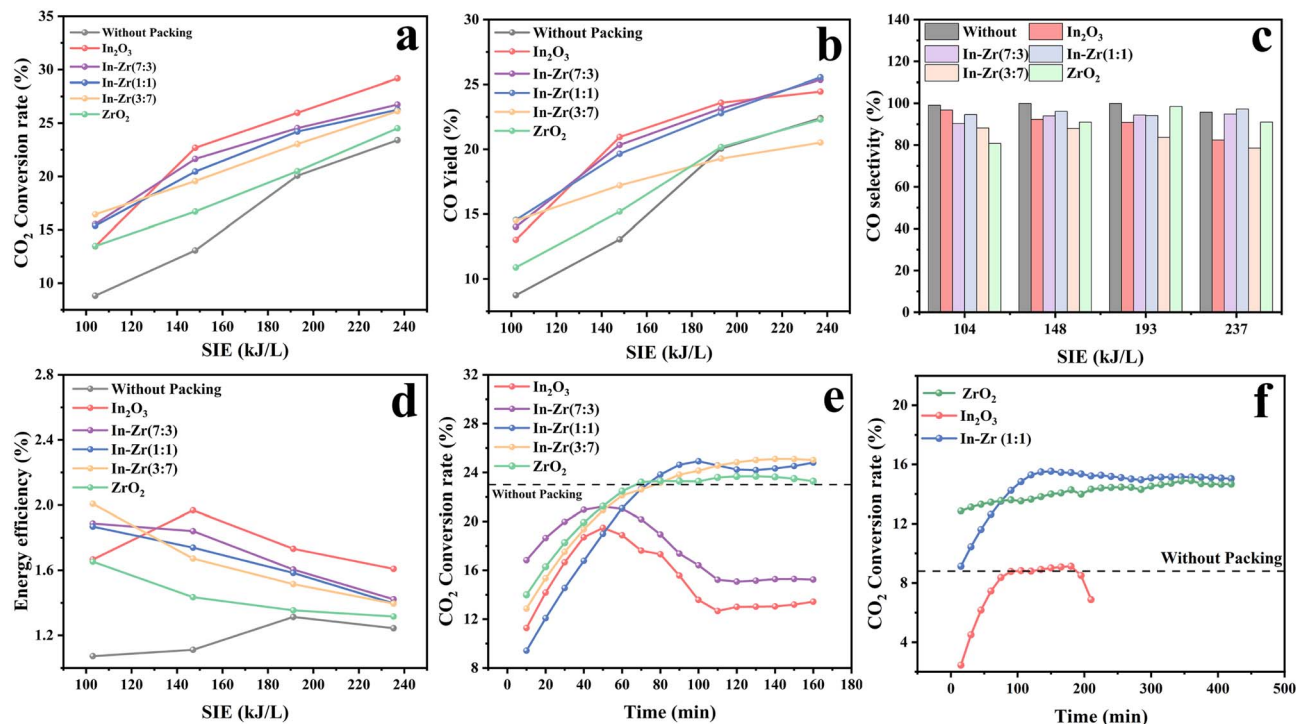 a
CO₂ Conversion rate (%)
Without Packing
In₂O₃
In-Zr(7:3)
In-Zr(1:1)
In-Zr(3:7)
ZrO₂
35
30
25
20
15
10
100 120 140 160 180 200 220 240
SIE (kJ/L)
b
CO Yield (%)
Without Packing
In₂O₃
In-Zr(7:3)
In-Zr(1:1)
In-Zr(3:7)
ZrO₂
30
25
20
15
10
100 120 140 160 180 200 220 240
SIE (kJ/L)
c
CO selectivity (%)
Without In₂O₃
In-Zr(7:3) In-Zr(1:1)
In-Zr(3:7) ZrO₂
140
120
100
80
60
40
20
0
104 148 193 237
SIE (kJ/L)
d
Energy efficiency (%)
Without Packing
In₂O₃
In-Zr(7:3)
In-Zr(1:1)
In-Zr(3:7)
ZrO₂
2.8
2.4
2.0
1.6
1.2
100 120 140 160 180 200 220 240
SIE (kJ/L)
e
CO₂ Conversion rate (%)
In₂O₃
In-Zr(7:3)
In-Zr(1:1)
In-Zr(3:7)
ZrO₂
Without Packing
32
28
24
20
16
12
8
0 20 40 60 80 100 120 140 160 180
Time (min)
f
CO₂ Conversion rate (%)
ZrO₂
In₂O₃
In-Zr (1:1)
Without Packing
20
16
12
8
4
0 100 200 300 400 500
Time (min)